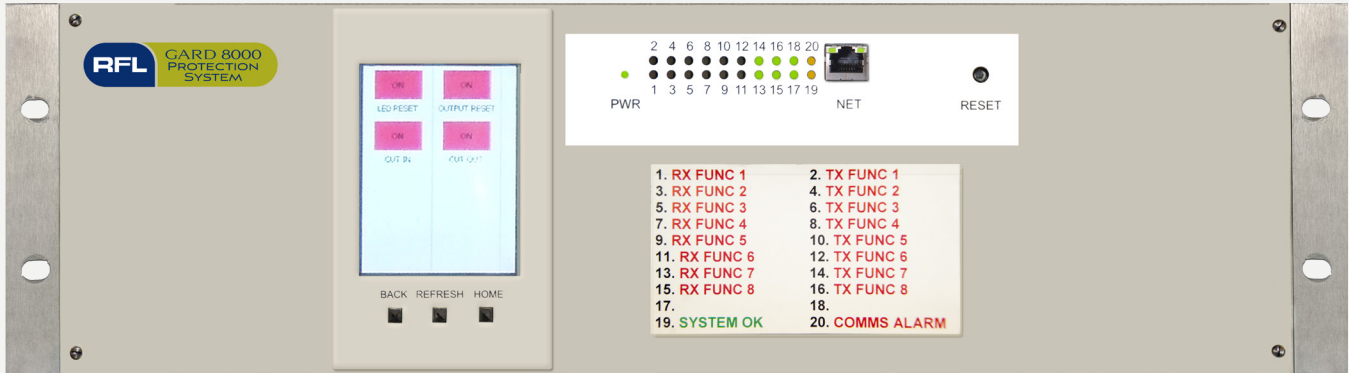 RFL
GARD 8000
PROTECTION
SYSTEM
ON ON
LED RESET OUTPUT RESET
ON ON
CUT IN CUT OUT
BACK REFRESH HOME
2 4 6 8 10 12 14 16 18 20
1 3 5 7 9 11 13 15 17 19
PWR NET RESET
1. RX FUNC 1 2. TX FUNC 1
3. RX FUNC 2 4. TX FUNC 2
5. RX FUNC 3 6. TX FUNC 3
7. RX FUNC 4 8. TX FUNC 4
9. RX FUNC 5 10. TX FUNC 5
11. RX FUNC 6 12. TX FUNC 6
13. RX FUNC 7 14. TX FUNC 7
15. RX FUNC 8 16. TX FUNC 8
17. 18.
19. SYSTEM OK 20. COMMS ALARM